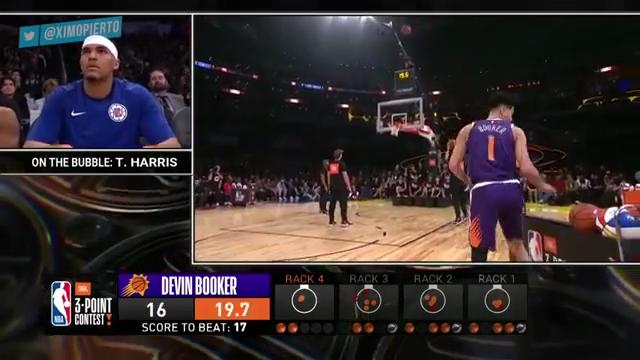 @XIMOPIERTO
ON THE BUBBLE: T. HARRIS
BOOKER
1
DEVIN BOOKER
16
19.7
SCORE TO BEAT: 17
RACK 4
RACK 3
RACK 2
RACK 1
NBA
JBL
3-POINT
CONTEST